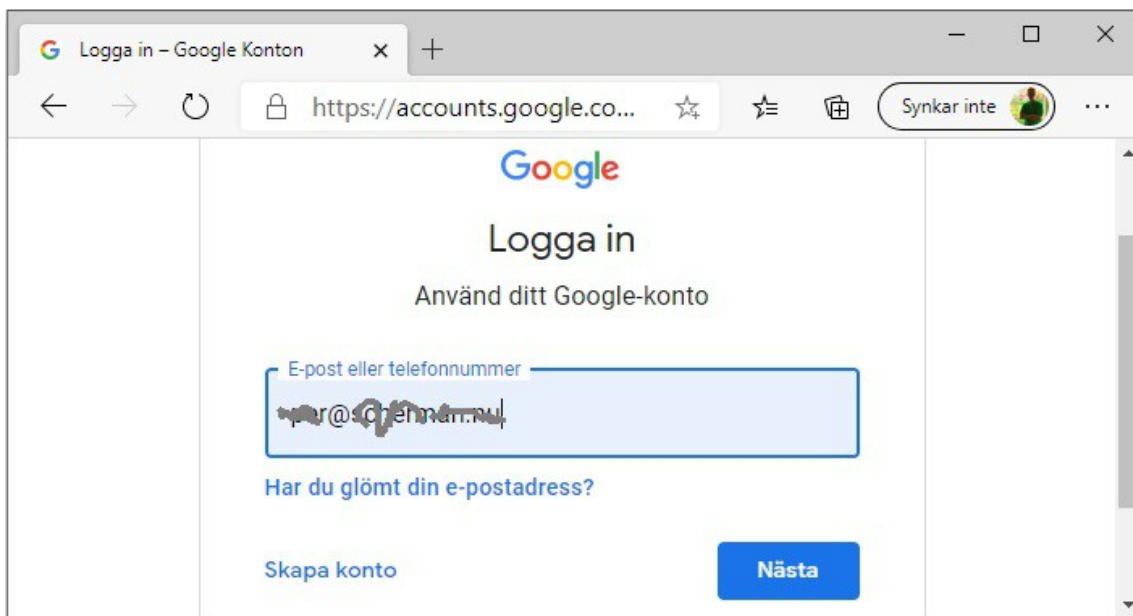 Logga in – Google Konton
https://accounts.google.co...
Synkar inte
Google
Logga in
Använd ditt Google-konto
E-post eller telefonnummer
Har du glömt din e-postadress?
Skapa konto
Nästa